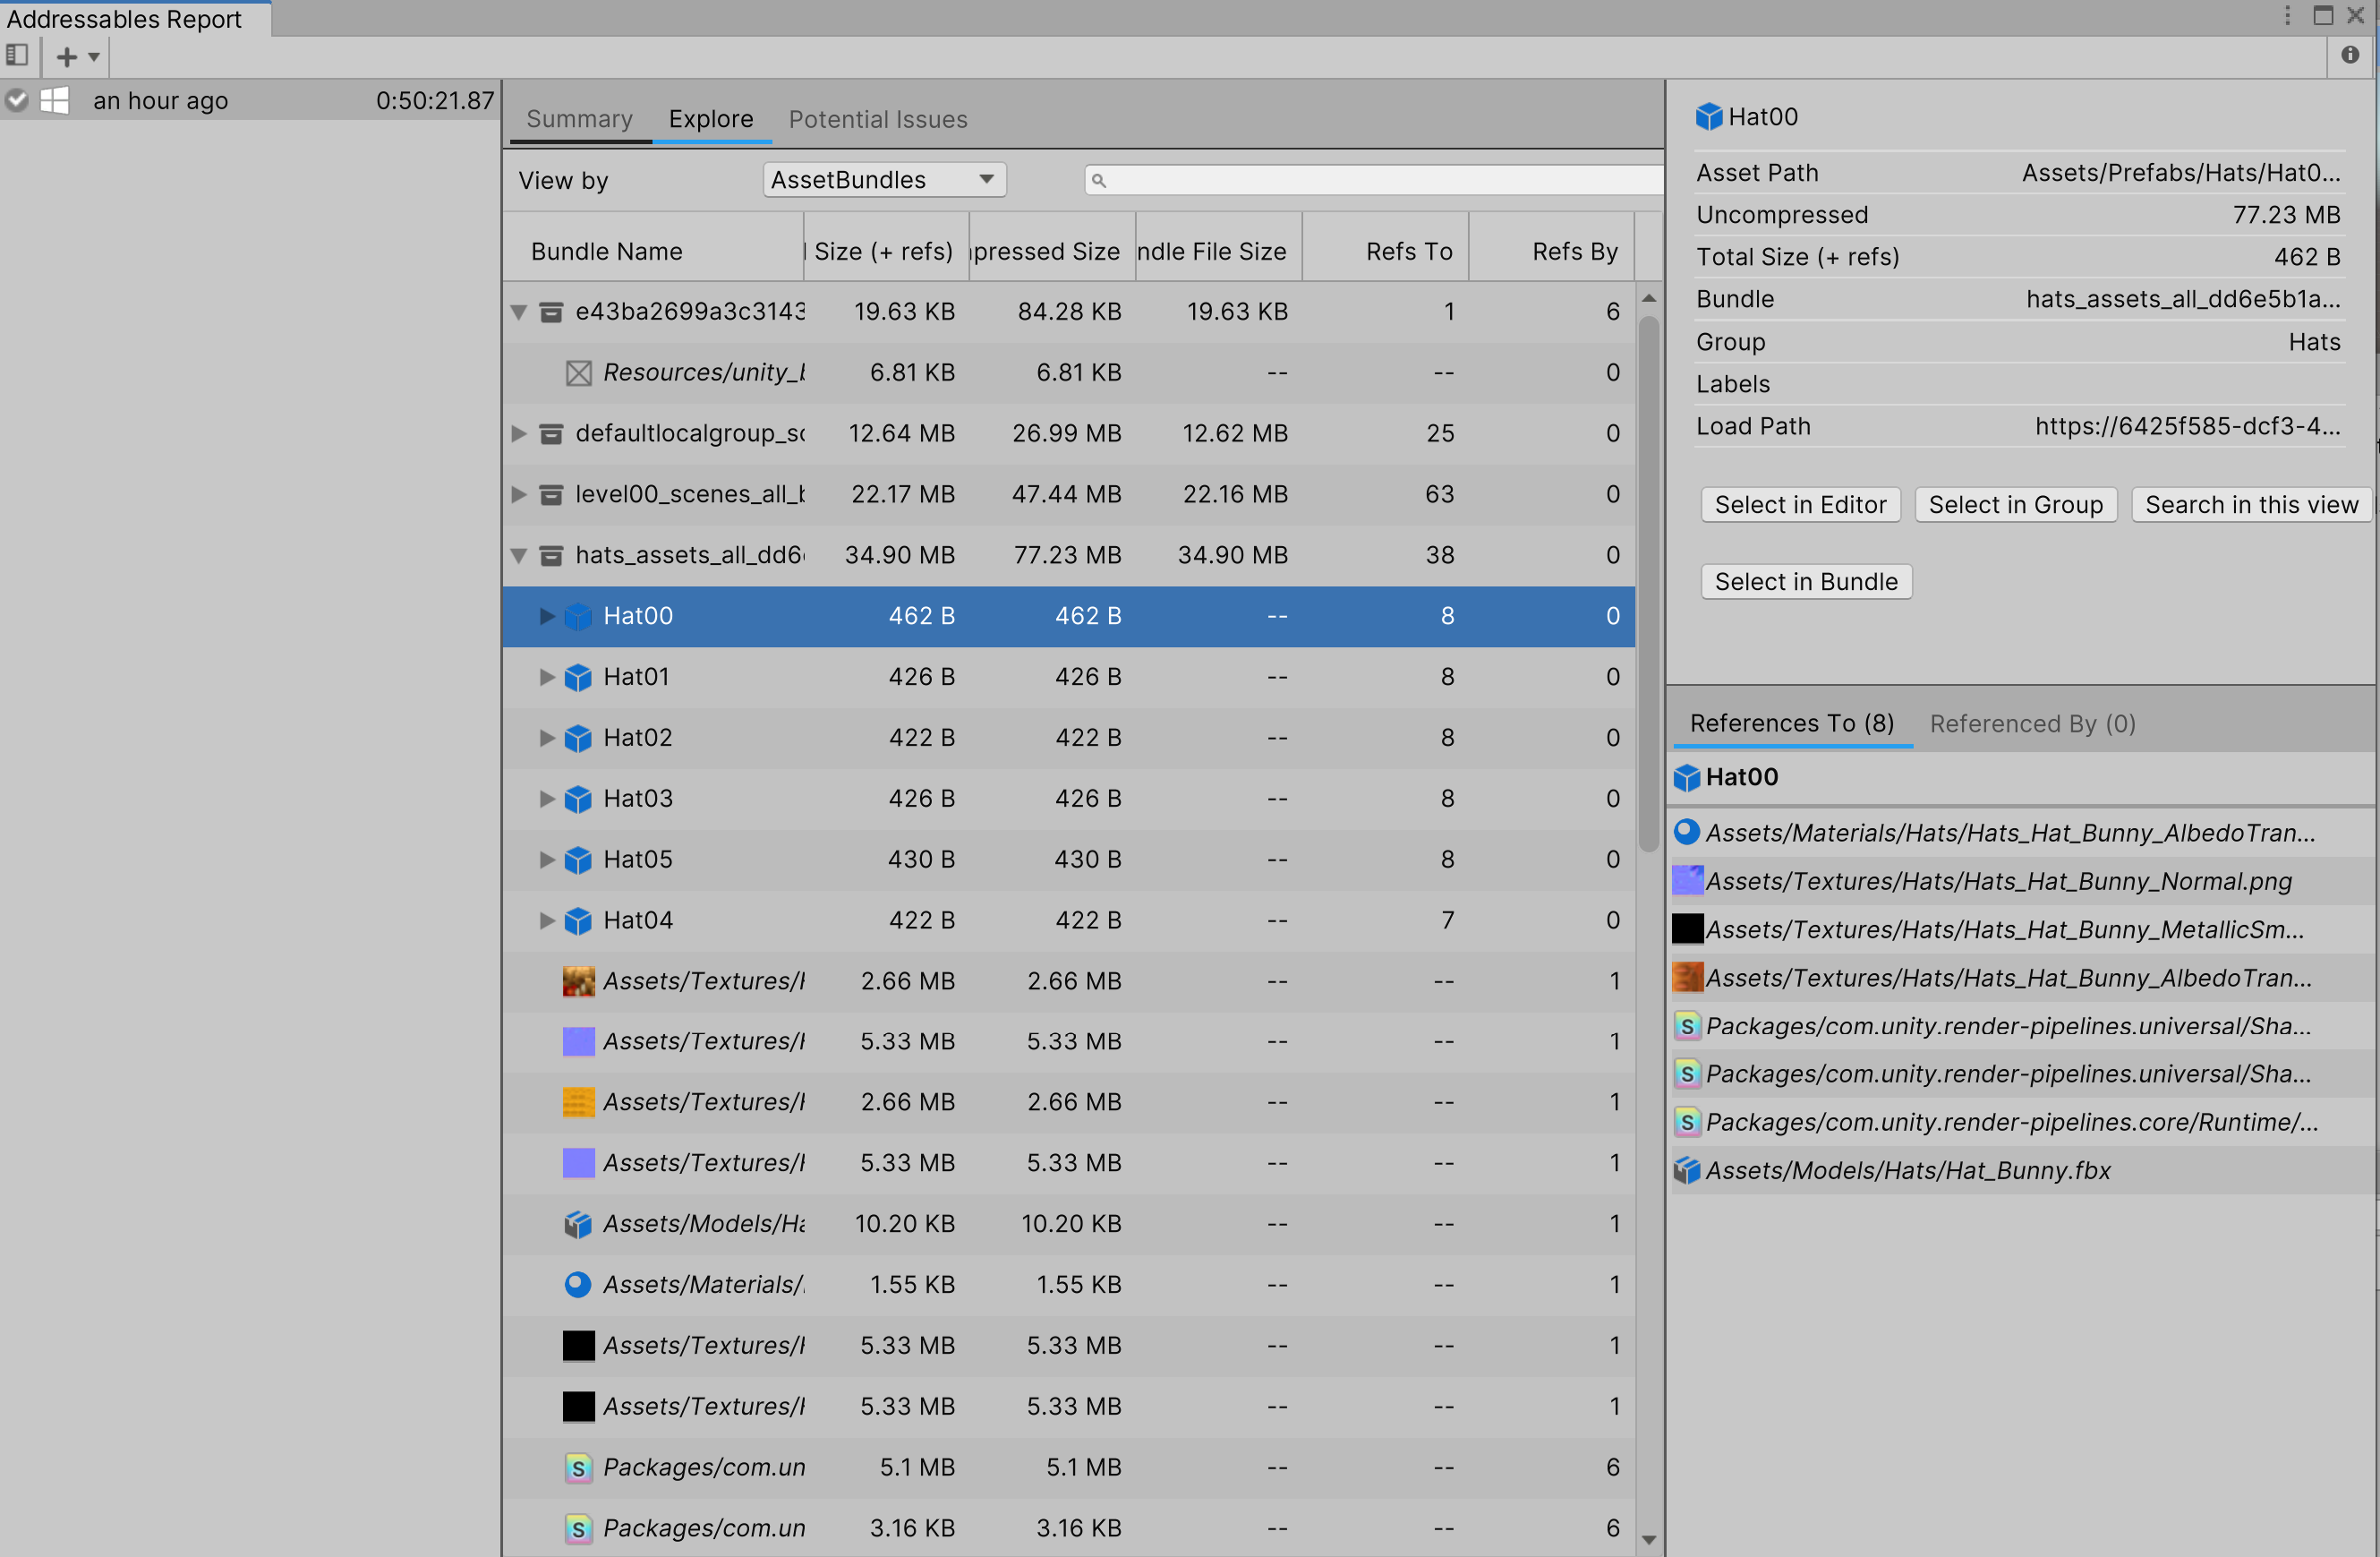 Addressables Report
an hour ago 0:50:21.87
Summary Explore Potential Issues
View by AssetBundles
Bundle Name Size (+ refs) pressed Size ndle File Size Refs To Refs By
e43ba2699a3c3143 19.63 KB 84.28 KB 19.63 KB 1 6
Resources/unity_b 6.81 KB 6.81 KB -- -- 0
defaultlocalgroup_sc 12.64 MB 26.99 MB 12.62 MB 25 0
level00_scenes_all_b 22.17 MB 47.44 MB 22.16 MB 63 0
hats_assets_all_dd6e 34.90 MB 77.23 MB 34.90 MB 38 0
Hat00 462 B 462 B -- 8 0
Hat01 426 B 426 B -- 8 0
Hat02 422 B 422 B -- 8 0
Hat03 426 B 426 B -- 8 0
Hat05 430 B 430 B -- 8 0
Hat04 422 B 422 B -- 7 0
Assets/Textures/H 2.66 MB 2.66 MB -- -- 1
Assets/Textures/H 5.33 MB 5.33 MB -- -- 1
Assets/Textures/H 2.66 MB 2.66 MB -- -- 1
Assets/Textures/H 5.33 MB 5.33 MB -- -- 1
Assets/Models/Ha 10.20 KB 10.20 KB -- -- 1
Assets/Materials/ 1.55 KB 1.55 KB -- -- 1
Assets/Textures/H 5.33 MB 5.33 MB -- -- 1
Assets/Textures/H 5.33 MB 5.33 MB -- -- 1
Packages/com.un 5.1 MB 5.1 MB -- -- 6
Packages/com.un 3.16 KB 3.16 KB -- -- 6
Hat00
Asset Path Assets/Prefabs/Hats/Hat0...
Uncompressed 77.23 MB
Total Size (+ refs) 462 B
Bundle hats_assets_all_dd6e5b1a...
Group Hats
Labels
Load Path https://6425f585-dcf3-4...
Select in Editor Select in Group Search in this view
Select in Bundle
References To (8) Referenced By (0)
Hat00
Assets/Materials/Hats/Hats_Hat_Bunny_AlbedoTran...
Assets/Textures/Hats/Hats_Hat_Bunny_Normal.png
Assets/Textures/Hats/Hats_Hat_Bunny_MetallicSm...
Assets/Textures/Hats/Hats_Hat_Bunny_AlbedoTran...
Packages/com.unity.render-pipelines.universal/Sha...
Packages/com.unity.render-pipelines.universal/Sha...
Packages/com.unity.render-pipelines.core/Runtime/...
Assets/Models/Hats/Hat_Bunny.fbx